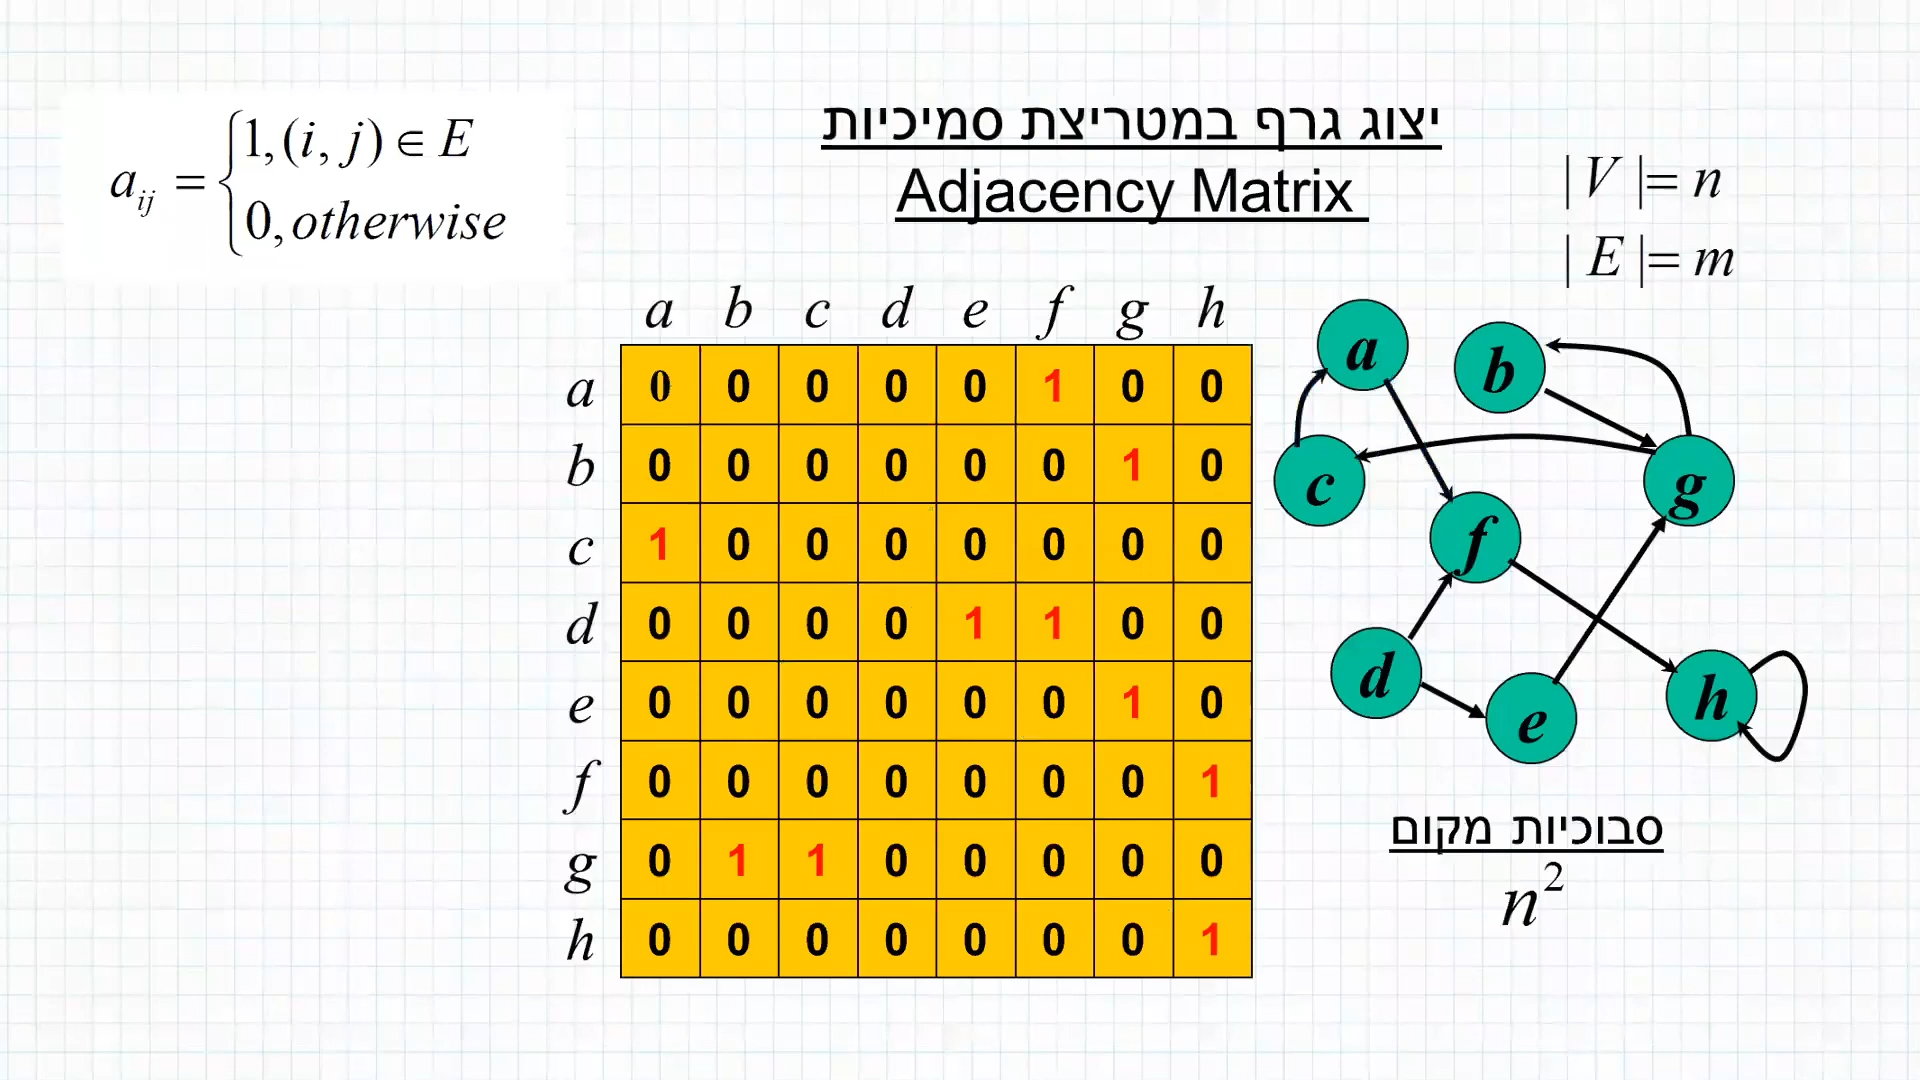 יצוג גרף במטריצת סמיכיות
Adjacency Matrix
a_{ij} = { 1, (i, j) ∈ E
0, otherwise
| V |= n
| E |= m
a b c d e f g h
a 0 0 0 0 0 1 0 0
b 0 0 0 0 0 0 1 0
c 1 0 0 0 0 0 0 0
d 0 0 0 0 1 1 0 0
e 0 0 0 0 0 0 1 0
f 0 0 0 0 0 0 0 1
g 0 1 1 0 0 0 0 0
h 0 0 0 0 0 0 0 1
a
b
c
g
f
d
e
h
סבוכיות מקום
n²